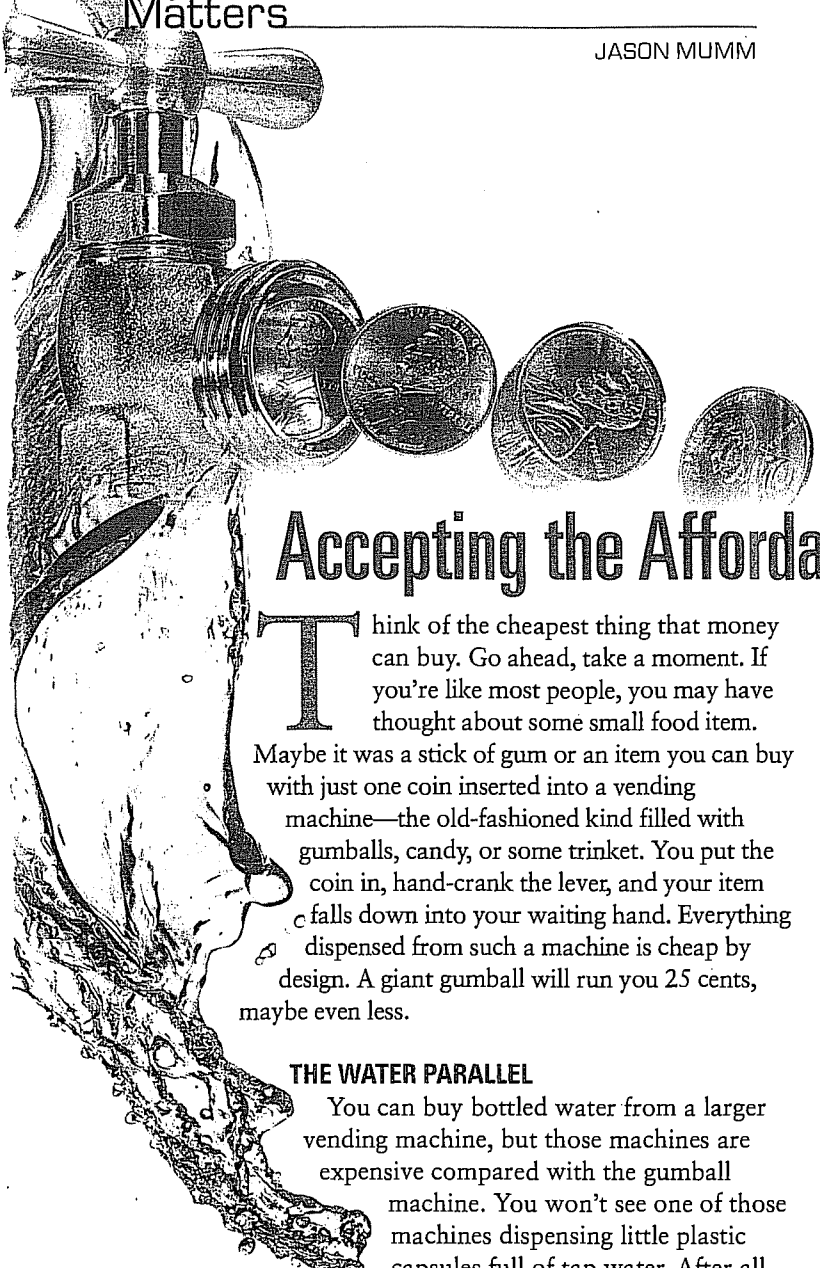 Matters
JASON MUMM
Accepting the Afforda
Think of the cheapest thing that money
can buy. Go ahead, take a moment. If
you're like most people, you may have
thought about some small food item.
Maybe it was a stick of gum or an item you can buy
with just one coin inserted into a vending
machine—the old-fashioned kind filled with
gumballs, candy, or some trinket. You put the
coin in, hand-crank the lever, and your item
falls down into your waiting hand. Everything
dispensed from such a machine is cheap by
design. A giant gumball will run you 25 cents,
maybe even less.
THE WATER PARALLEL
You can buy bottled water from a larger
vending machine, but those machines are
expensive compared with the gumball
machine. You won't see one of those
machines dispensing little plastic
capsules full of tap water. After all